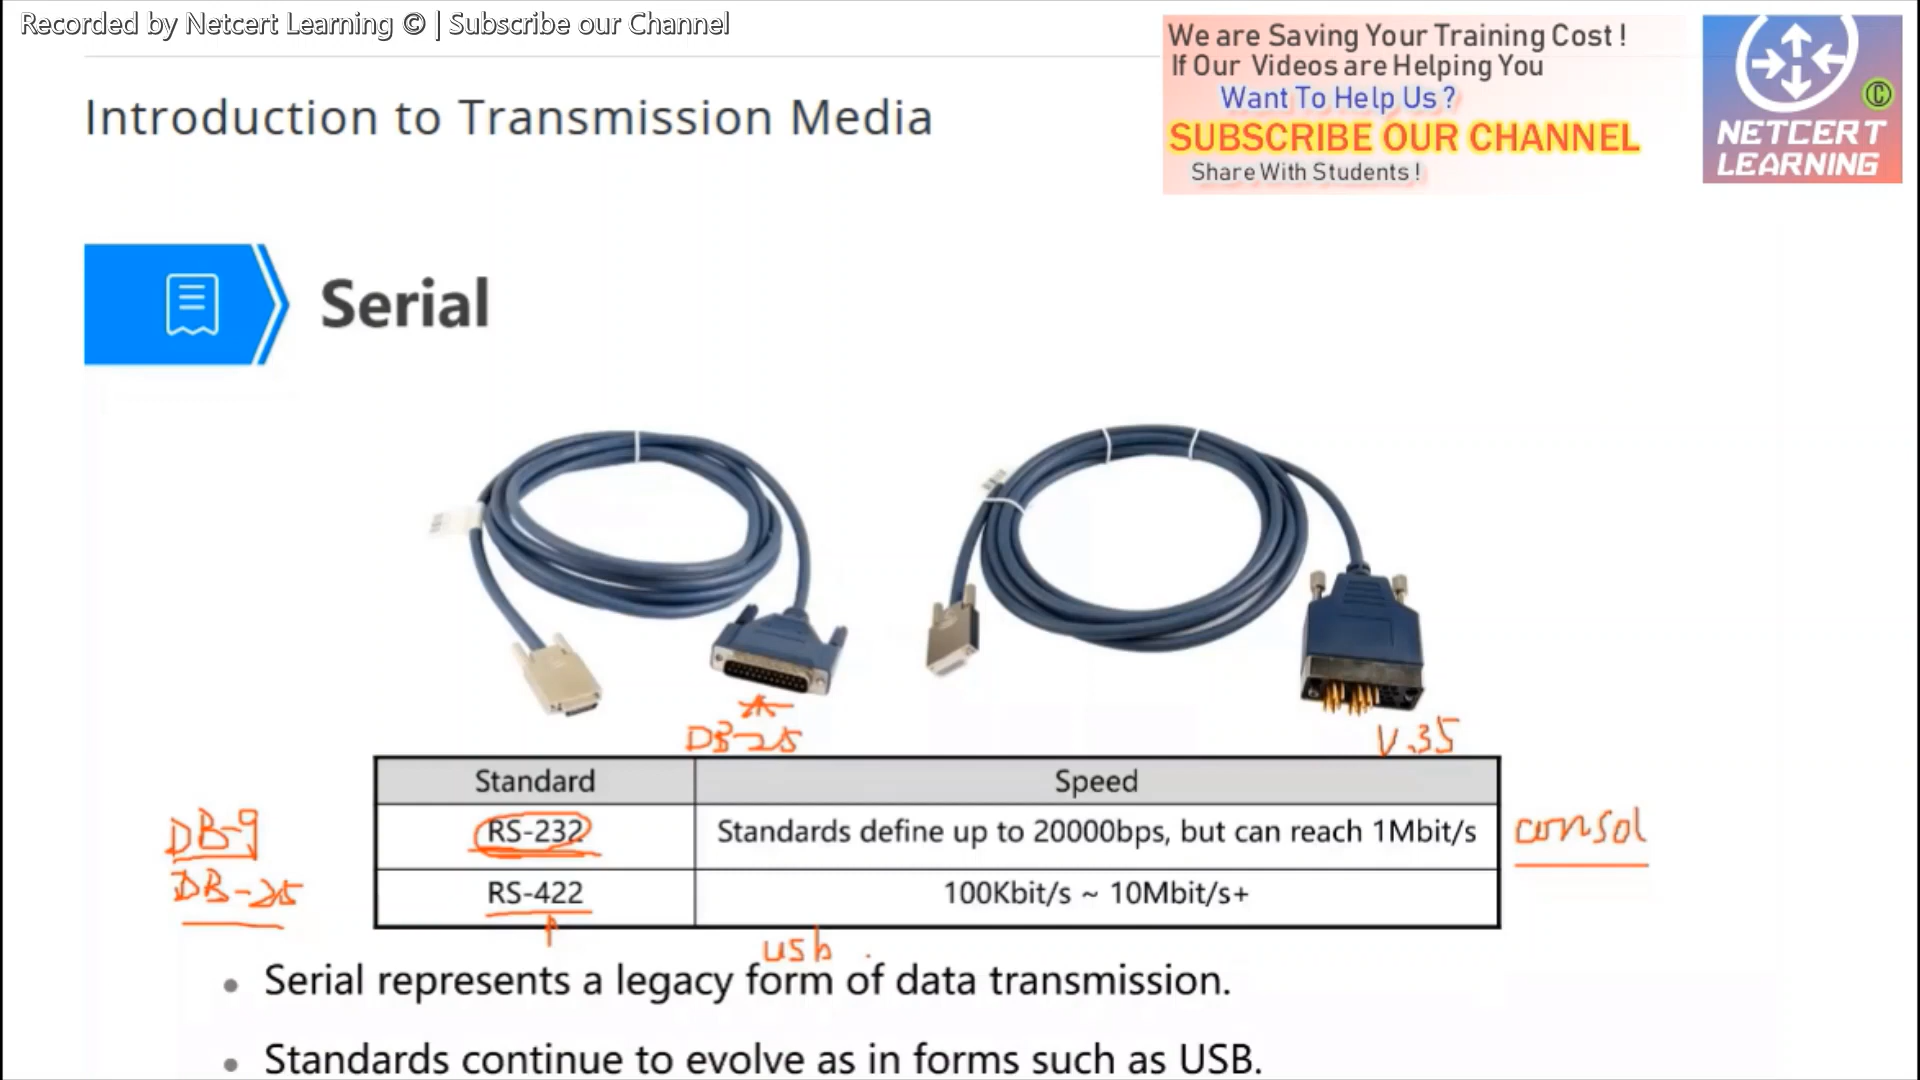 Recorded by Netcert Learning © | Subscribe our Channel
We are Saving Your Training Cost !
If Our Videos are Helping You
Want To Help Us ?
SUBSCRIBE OUR CHANNEL
Share With Students !
©
NETCERT
LEARNING
Introduction to Transmission Media
Serial
DB-25
V.35
Standard Speed
RS-232 Standards define up to 20000bps, but can reach 1Mbit/s
RS-422 100Kbit/s ~ 10Mbit/s+
DB-9
DB-25
consol
usb
• Serial represents a legacy form of data transmission.
• Standards continue to evolve as in forms such as USB.